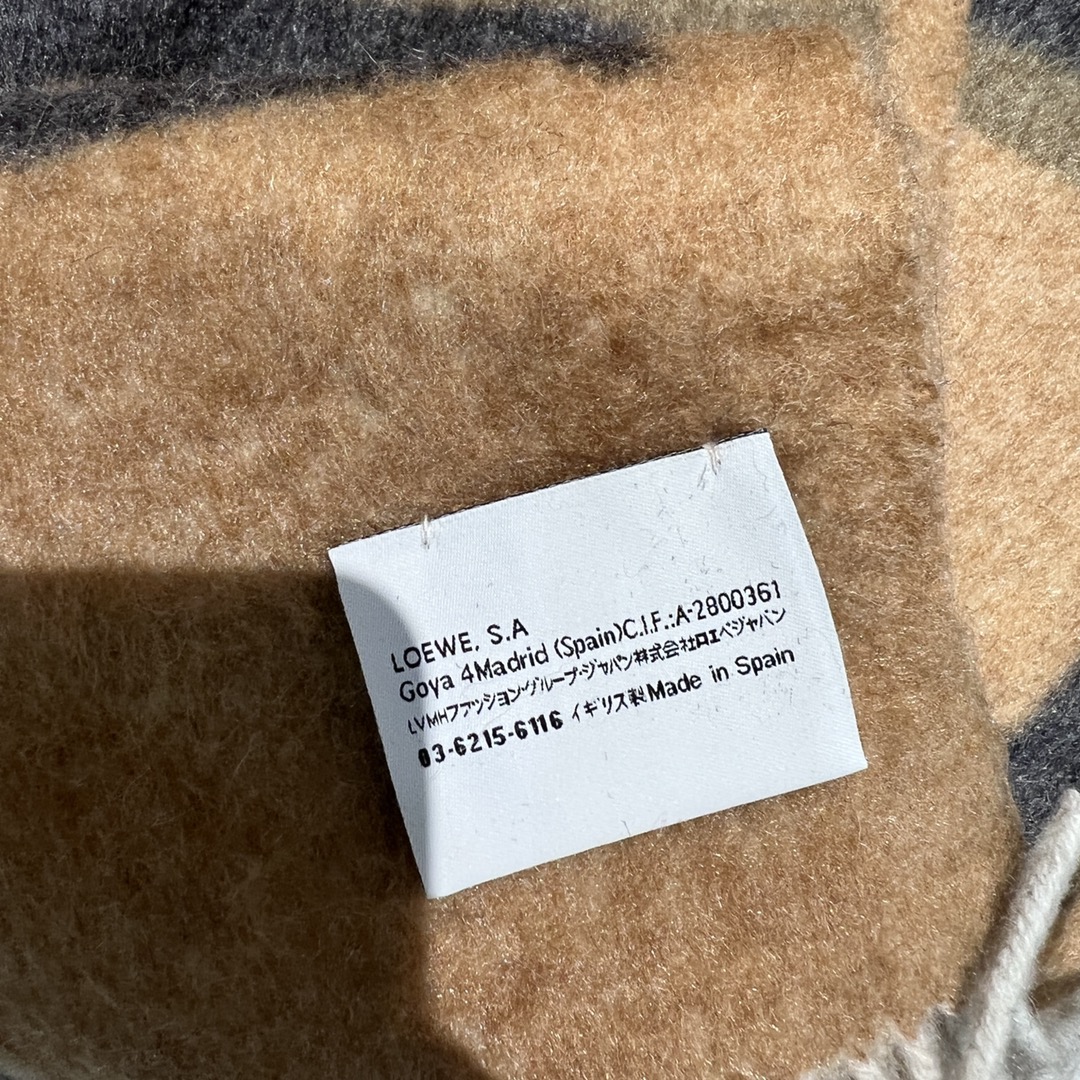 LOEWE, S.A
Goya 4Madrid (Spain)C.I.F.:A-2800361
LVMHファッション・グループ・ジャパン株式会社ロエベジャパン
03-6215-6116 イギリス製Made in Spain